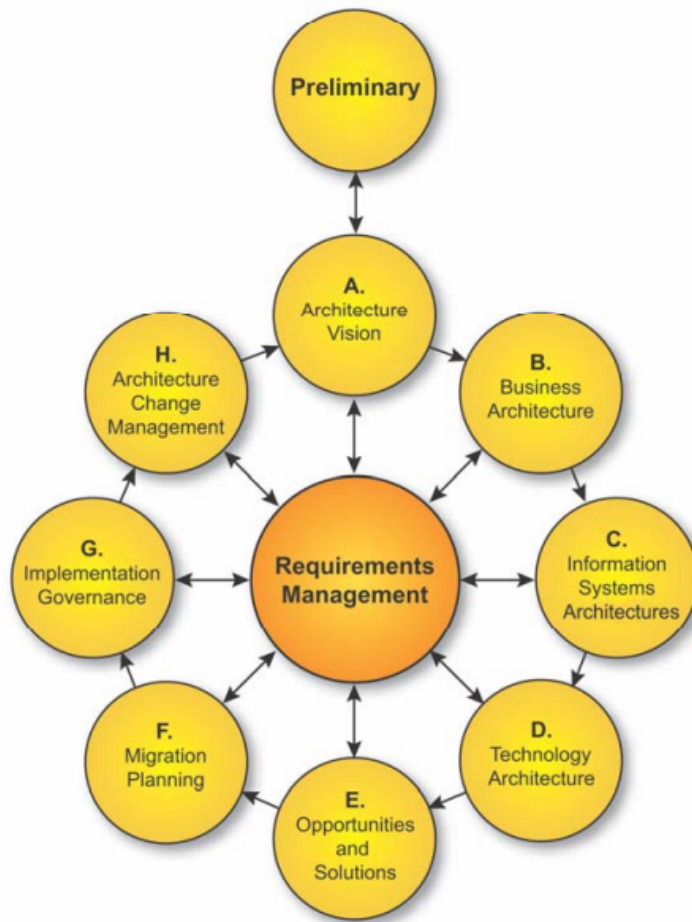 Preliminary
A.
Architecture
Vision
B.
Business
Architecture
C.
Information
Systems
Architectures
D.
Technology
Architecture
E.
Opportunities
and
Solutions
F.
Migration
Planning
G.
Implementation
Governance
H.
Architecture
Change
Management
Requirements
Management